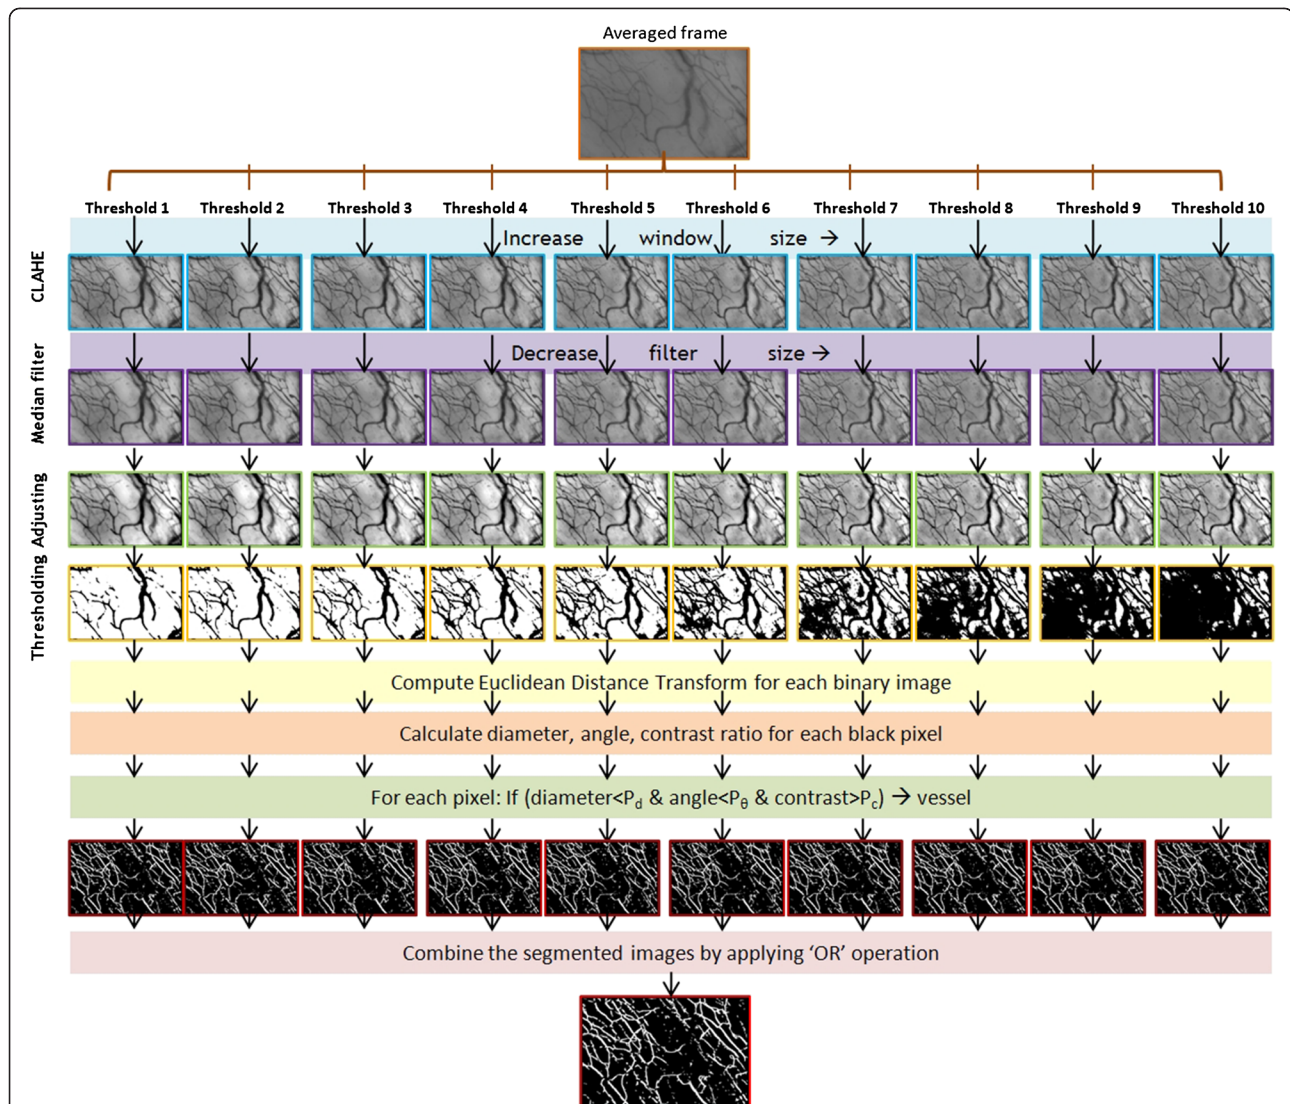 Averaged frame
Threshold 1 Threshold 2 Threshold 3 Threshold 4 Threshold 5 Threshold 6 Threshold 7 Threshold 8 Threshold 9 Threshold 10
Increase window size →
CLAHE
Decrease filter size →
Median filter
Adjusting
Thresholding
Compute Euclidean Distance Transform for each binary image
Calculate diameter, angle, contrast ratio for each black pixel
For each pixel: If (diameter<Pd & angle<Pθ & contrast>Pc) → vessel
Combine the segmented images by applying ‘OR’ operation